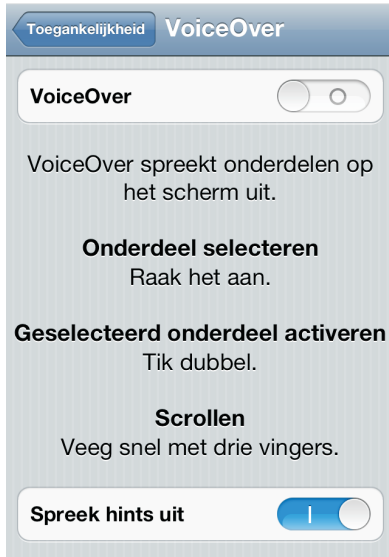 Toegankelijkheid VoiceOver
VoiceOver
VoiceOver spreekt onderdelen op
het scherm uit.
Onderdeel selecteren
Raak het aan.
Geselecteerd onderdeel activeren
Tik dubbel.
Scrollen
Veeg snel met drie vingers.
Spreek hints uit